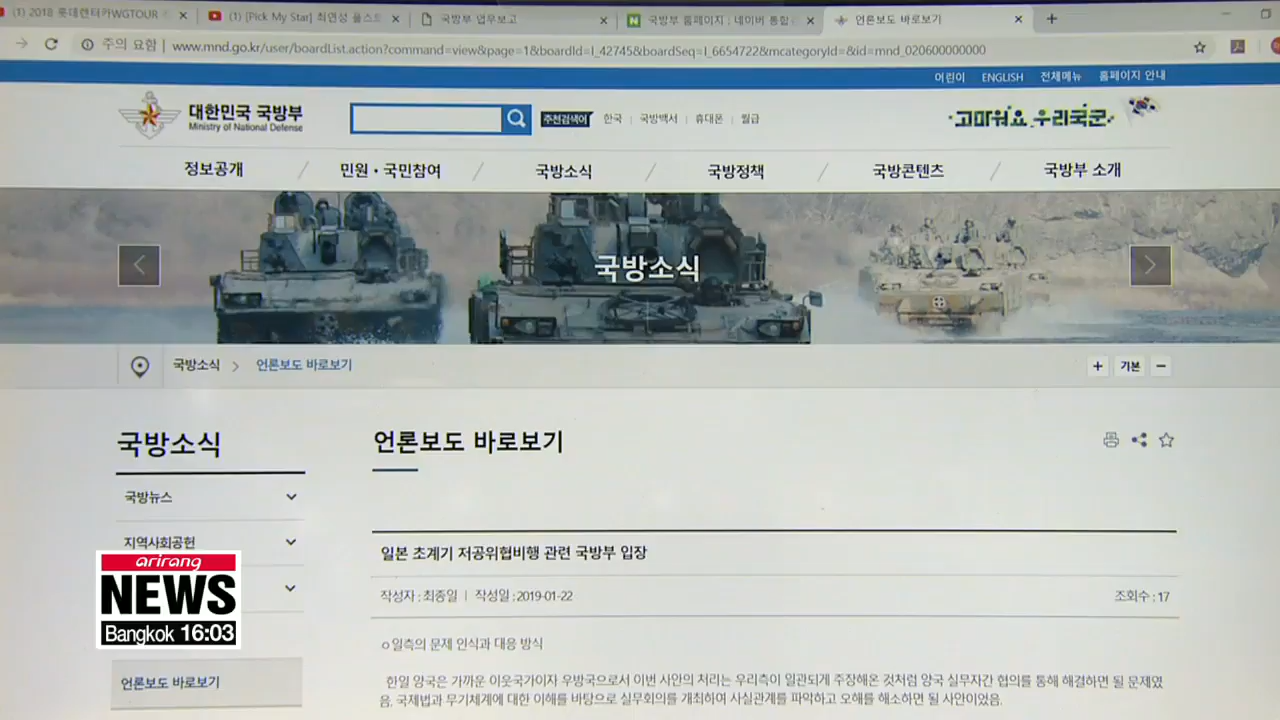 (1) 2018 롯데렌터카WGTOUR
(1) [Pick My Star] 최연성 풀스트
국방부 업무보고
국방부 홈페이지 : 네이버 통합
언론보도 바로보기
주의 요함 | www.mnd.go.kr/user/boardList.action?command=view&page=1&boardId=I_42745&boardSeq=I_6654722&mcategoryId=&id=mnd_020600000000
어린이 ENGLISH 전체메뉴 홈페이지 안내
대한민국 국방부
Ministry of National Defense
추천검색어 한국 | 국방백서 | 휴대폰 | 월급
고마워요 우리국군
정보공개 / 민원·국민참여 / 국방소식 / 국방정책 / 국방콘텐츠 / 국방부 소개
국방소식
국방소식 > 언론보도 바로보기
+ 기본 −
국방소식
언론보도 바로보기
국방뉴스
지역사회공헌
일본 초계기 저공위협비행 관련 국방부 입장
작성자 : 최종일 | 작성일 : 2019-01-22
조회수 : 17
arirang
NEWS
Bangkok 16:03
언론보도 바로보기
ㅇ일측의 문제 인식과 대응 방식
한일 양국은 가까운 이웃국가이자 우방국으로서 이번 사안의 처리는 우리측이 일관되게 주장해온 것처럼 양국 실무자간 협의를 통해 해결하면 될 문제였
음. 국제법과 무기체계에 대한 이해를 바탕으로 실무회의를 개최하여 사실관계를 파악하고 오해를 해소하면 될 사안이었음.